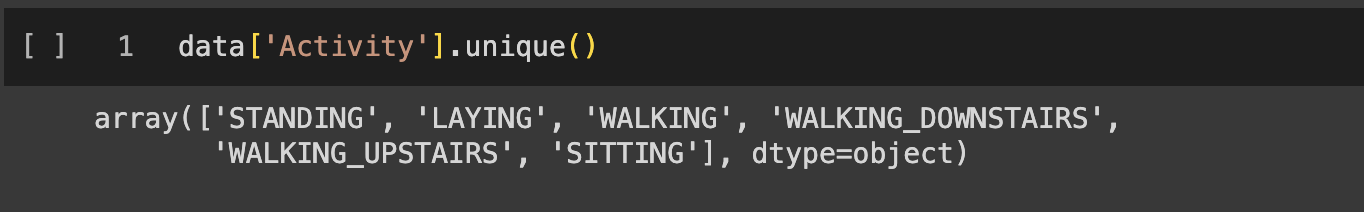 [ ] 1 data['Activity'].unique()
array(['STANDING', 'LAYING', 'WALKING', 'WALKING_DOWNSTAIRS',
'WALKING_UPSTAIRS', 'SITTING'], dtype=object)